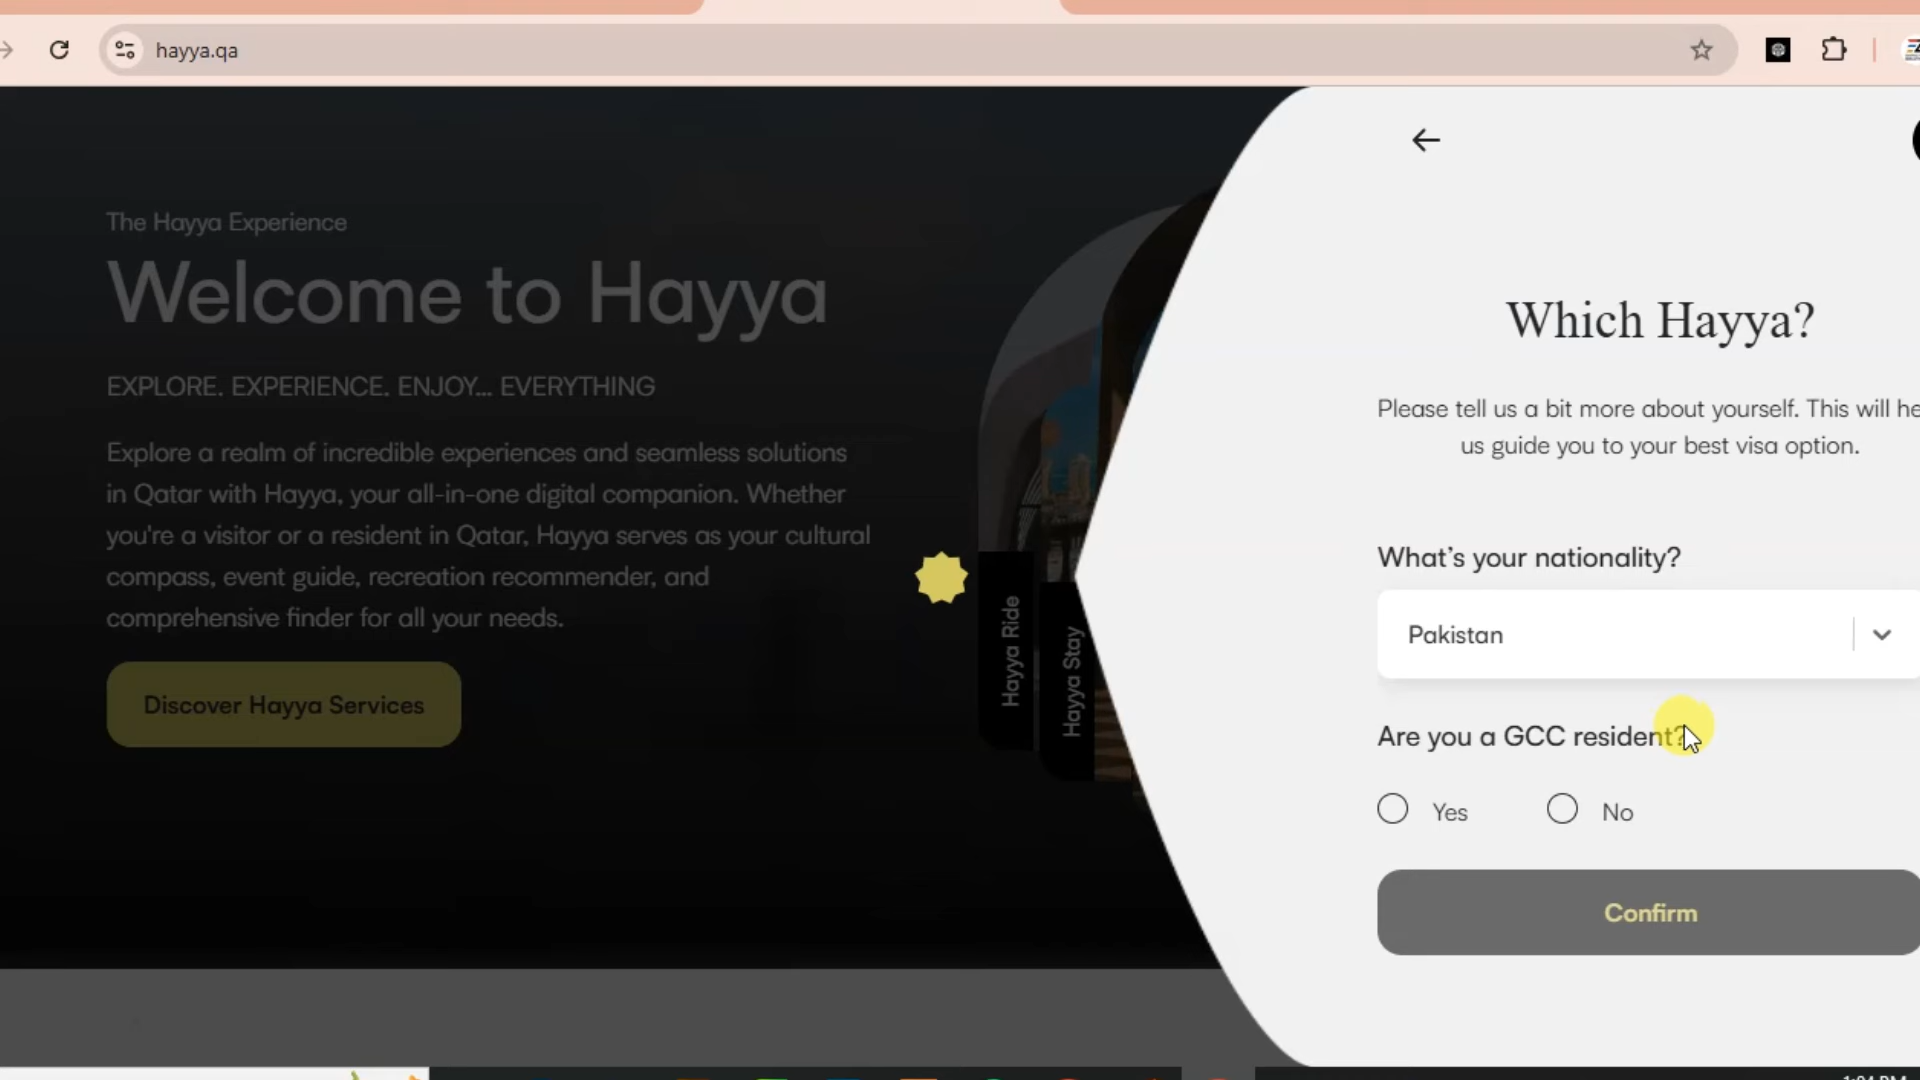 hayya.qa
The Hayya Experience
Welcome to Hayya
EXPLORE. EXPERIENCE. ENJOY... EVERYTHING
Explore a realm of incredible experiences and seamless solutions
in Qatar with Hayya, your all-in-one digital companion. Whether
you're a visitor or a resident in Qatar, Hayya serves as your cultural
compass, event guide, recreation recommender, and
comprehensive finder for all your needs.
Discover Hayya Services
Hayya Ride
Hayya Stay
Which Hayya?
Please tell us a bit more about yourself. This will he
us guide you to your best visa option.
What's your nationality?
Pakistan
Are you a GCC resident?
Yes
No
Confirm